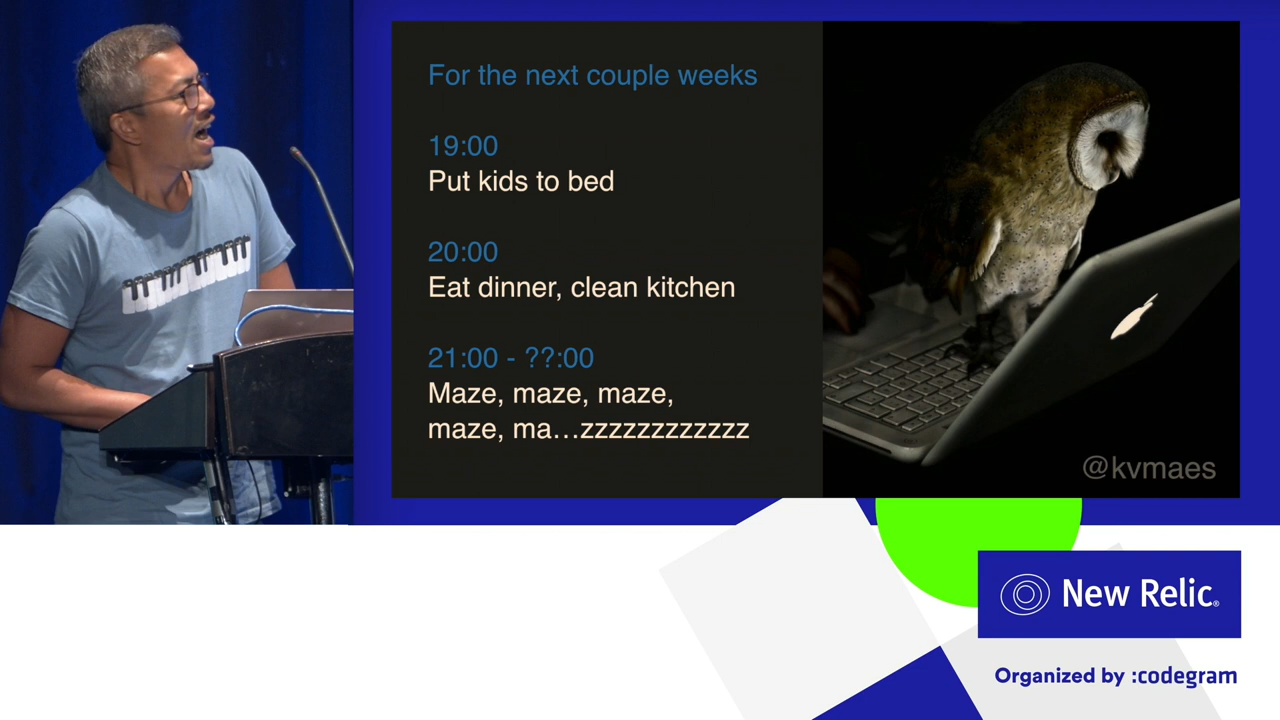 For the next couple weeks
19:00
Put kids to bed
20:00
Eat dinner, clean kitchen
21:00 - ??:00
Maze, maze, maze,
maze, ma...zzzzzzzzzzzz
@kvmaes
New Relic®
Organized by :codegram